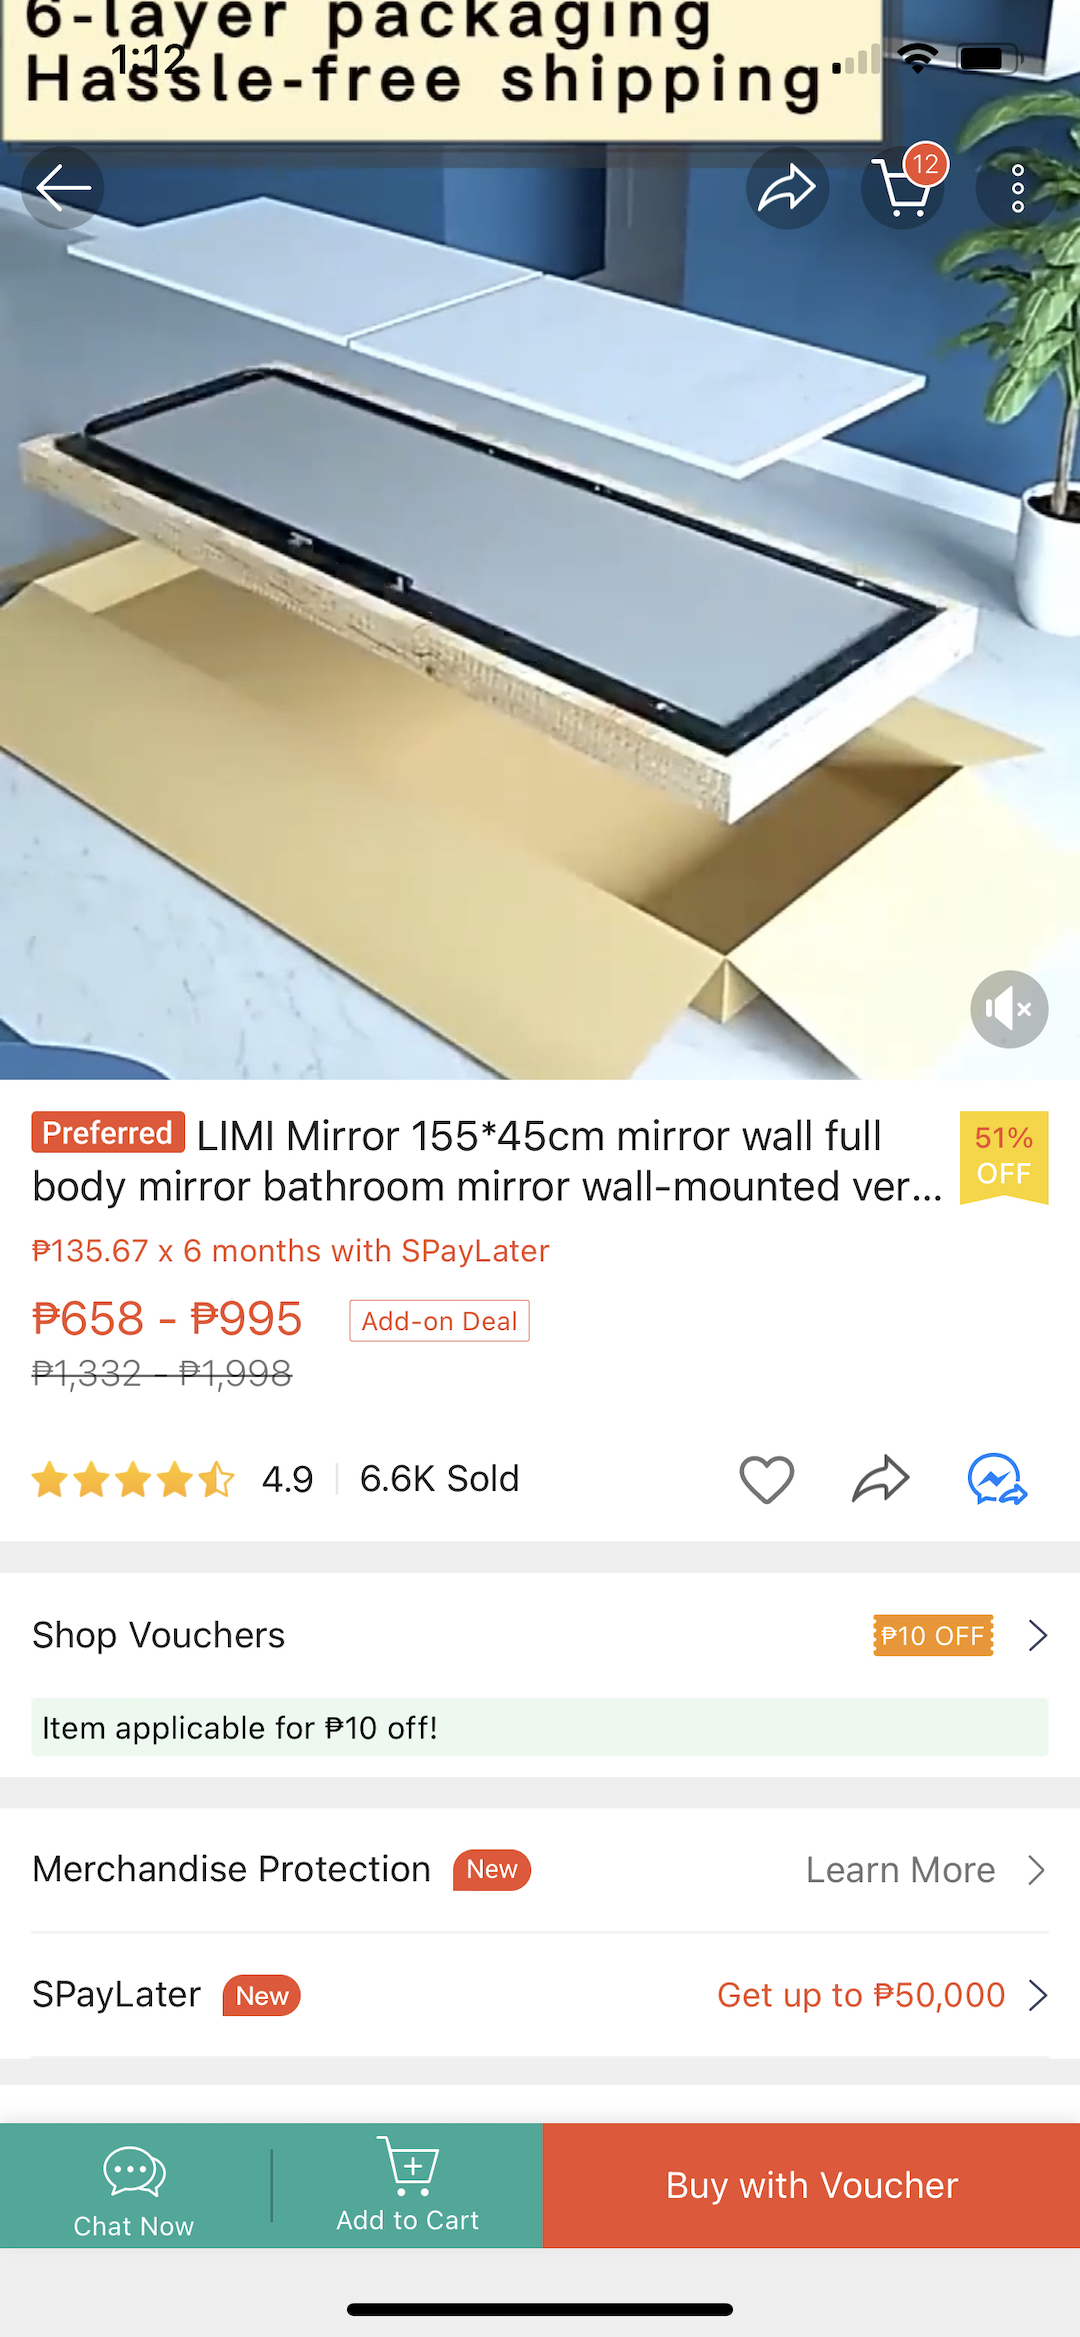 6-layer packaging
Hassle-free shipping
1:12
12
Preferred LIMI Mirror 155*45cm mirror wall full
body mirror bathroom mirror wall-mounted ver...
51%
OFF
₱135.67 x 6 months with SPayLater
₱658 - ₱995
Add-on Deal
₱1,332 - ₱1,998
4.9
6.6K Sold
Shop Vouchers
₱10 OFF
Item applicable for ₱10 off!
Merchandise Protection
New
Learn More
SPayLater
New
Get up to ₱50,000
Chat Now
Add to Cart
Buy with Voucher